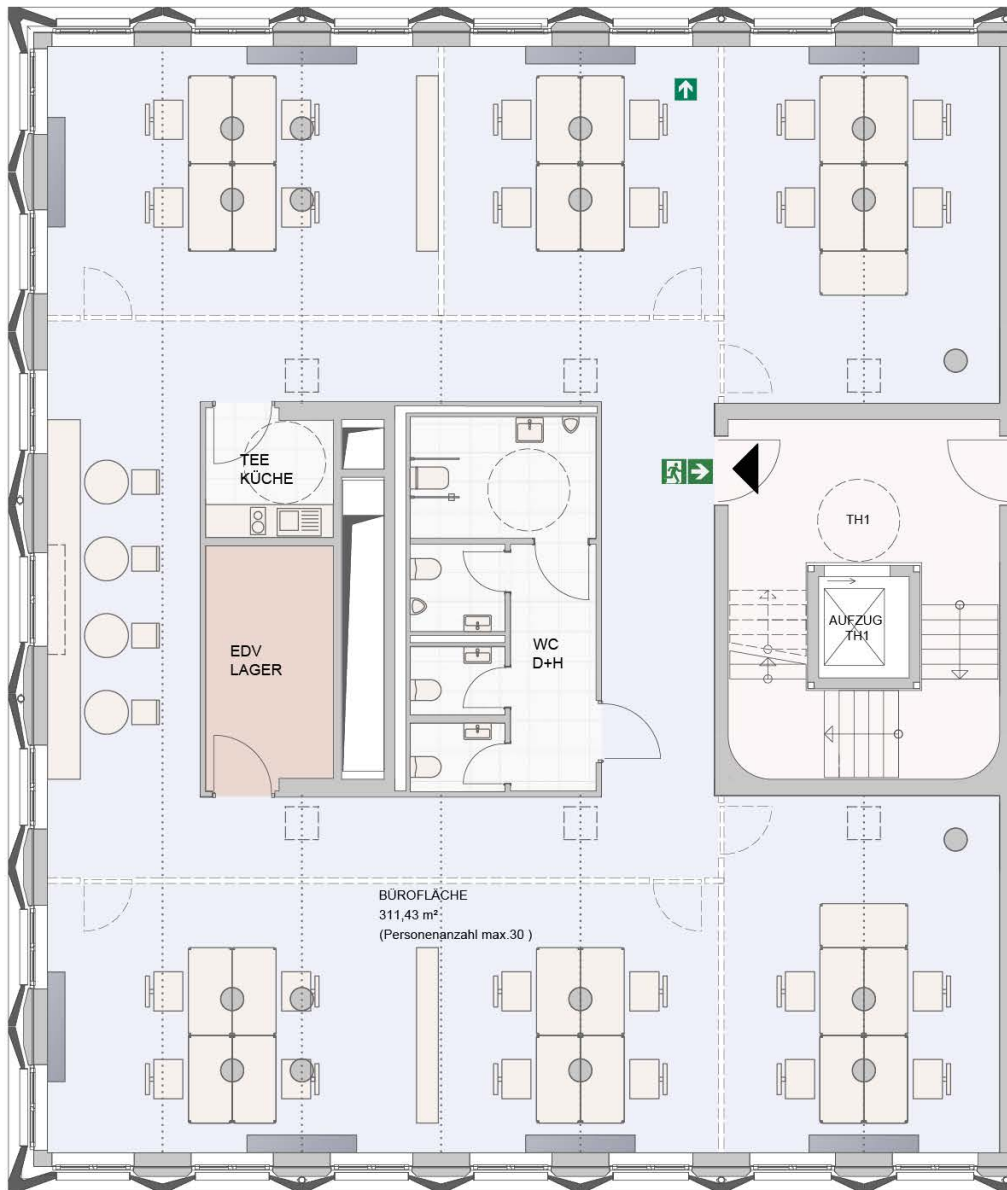 TEE
KÜCHE
TH1
AUFZUG
TH1
EDV
LAGER
WC
D+H
BÜROFLÄCHE
311,43 m²
(Personenanzahl max.30 )